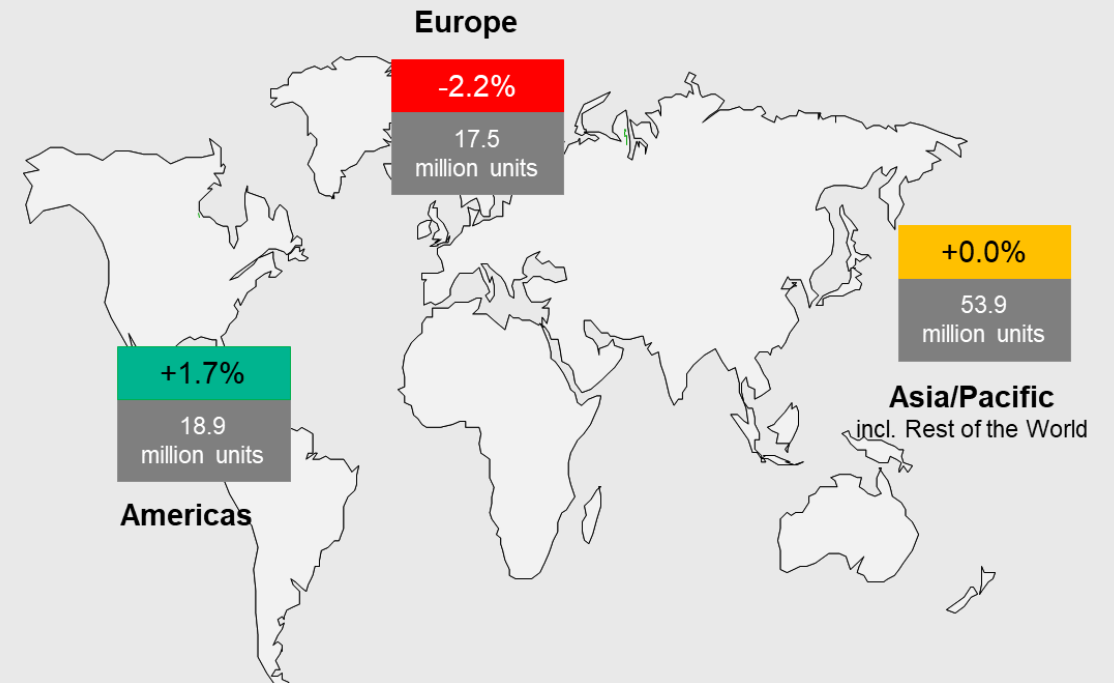 Europe
-2.2%
17.5
million units
+0.0%
53.9
million units
Asia/Pacific
incl. Rest of the World
+1.7%
18.9
million units
Americas